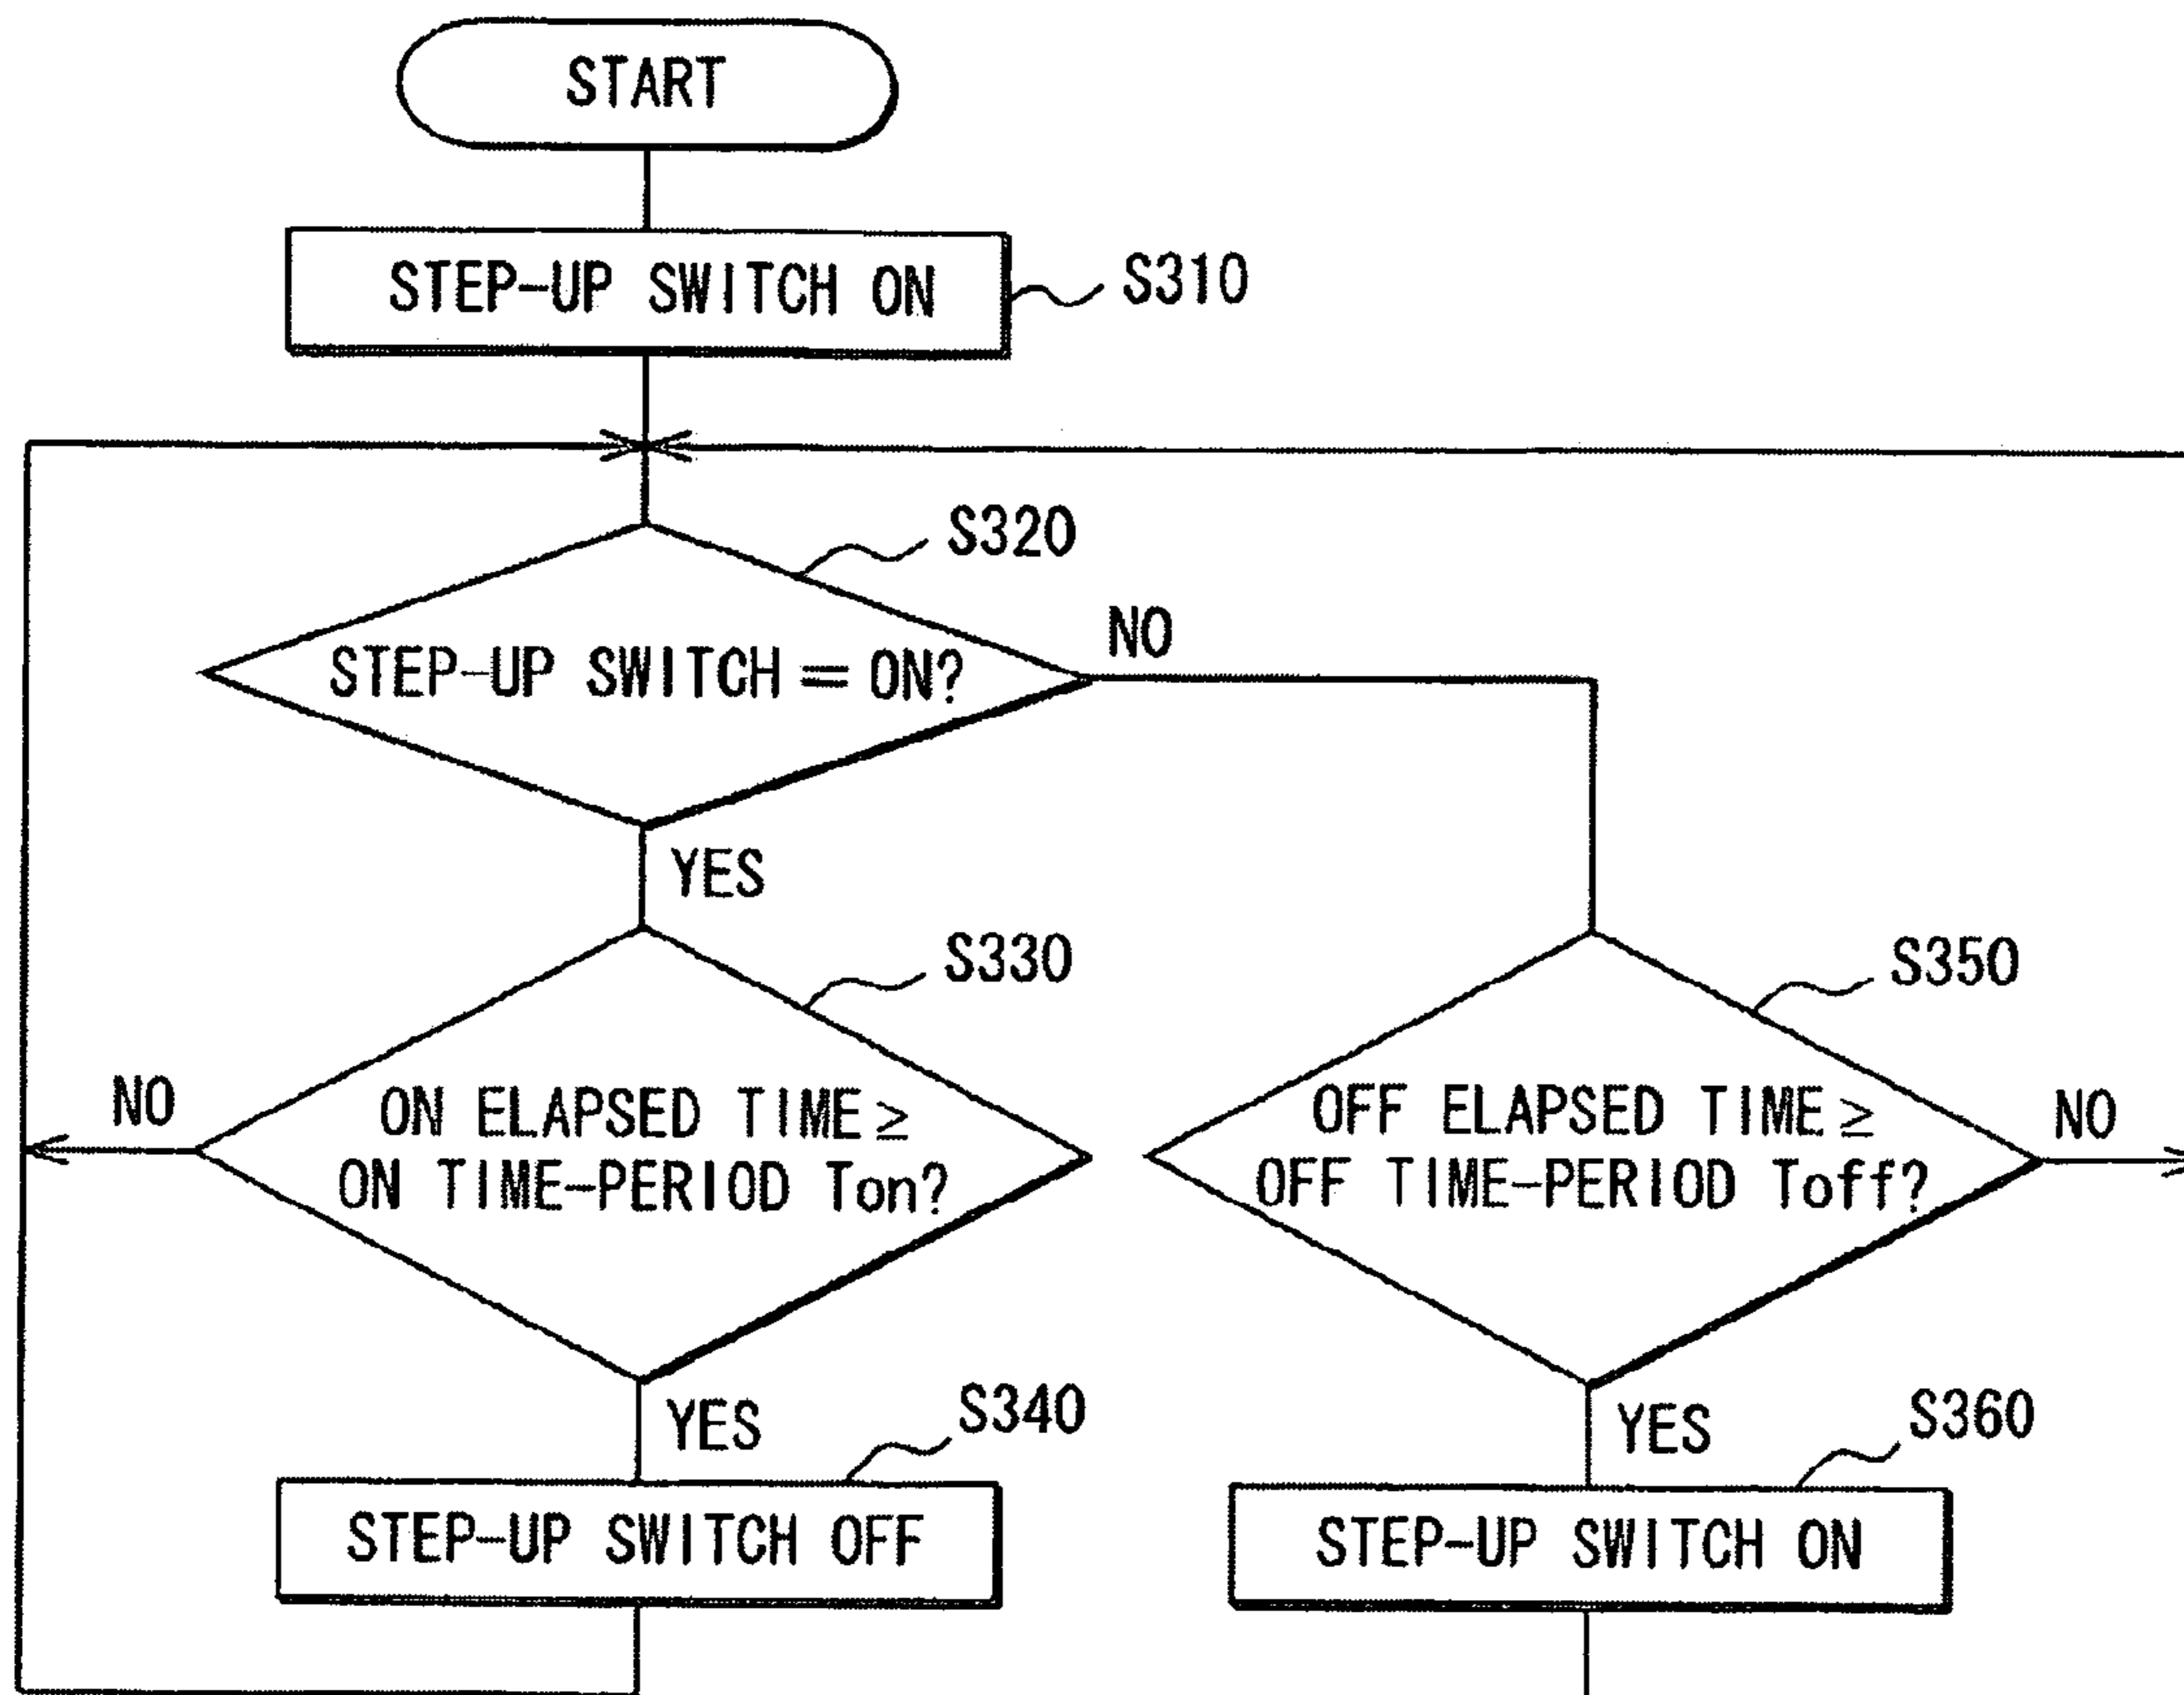 START
STEP-UP SWITCH ON
S310
S320
STEP-UP SWITCH = ON?
NO
YES
S330
ON ELAPSED TIME ≥
ON TIME-PERIOD Ton?
NO
YES
S340
STEP-UP SWITCH OFF
S350
OFF ELAPSED TIME ≥
OFF TIME-PERIOD Toff?
NO
YES
S360
STEP-UP SWITCH ON